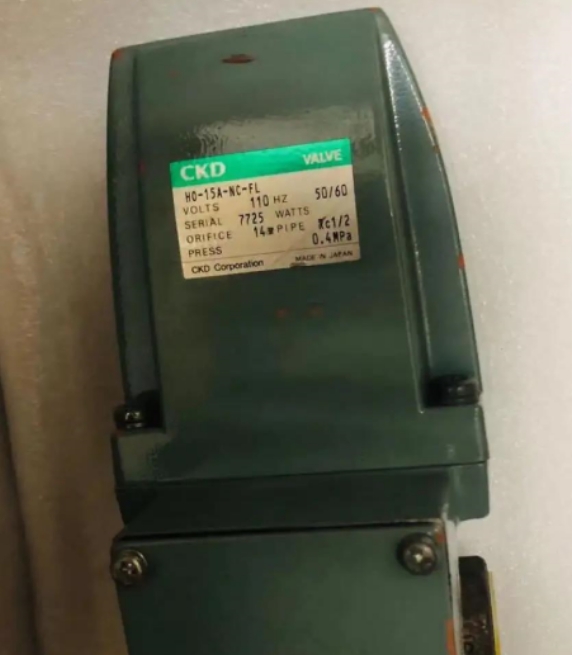 CKD VALVE
HO-15A-NC-FL
VOLTS 110 HZ 50/60
SERIAL 7725 WATTS
ORIFICE 14㎜ PIPE Rc1/2
PRESS 0.4MPa
CKD Corporation MADE IN JAPAN